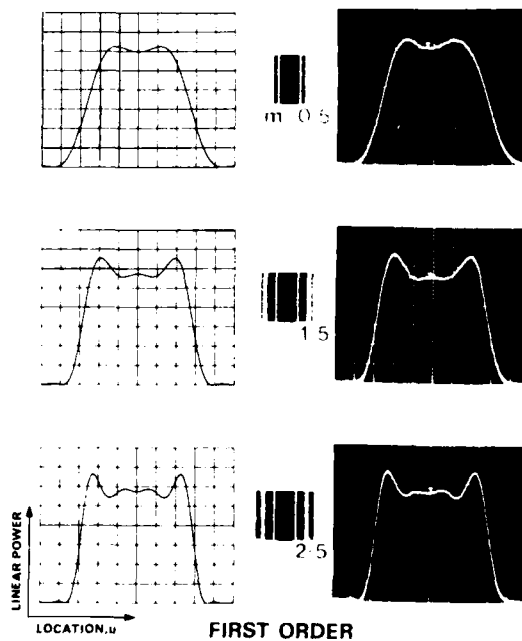 m 0·5
1·5
2·5
LINEAR POWER
LOCATION,u
FIRST ORDER